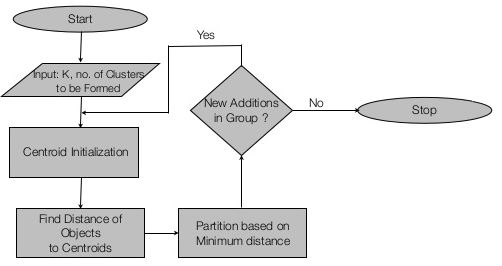 Start
Yes
Input: K, no. of Clusters
to be Formed
New Additions
in Group ?
No
Stop
Centroid Initialization
Find Distance of
Objects
to Centroids
Partition based on
Minimum distance